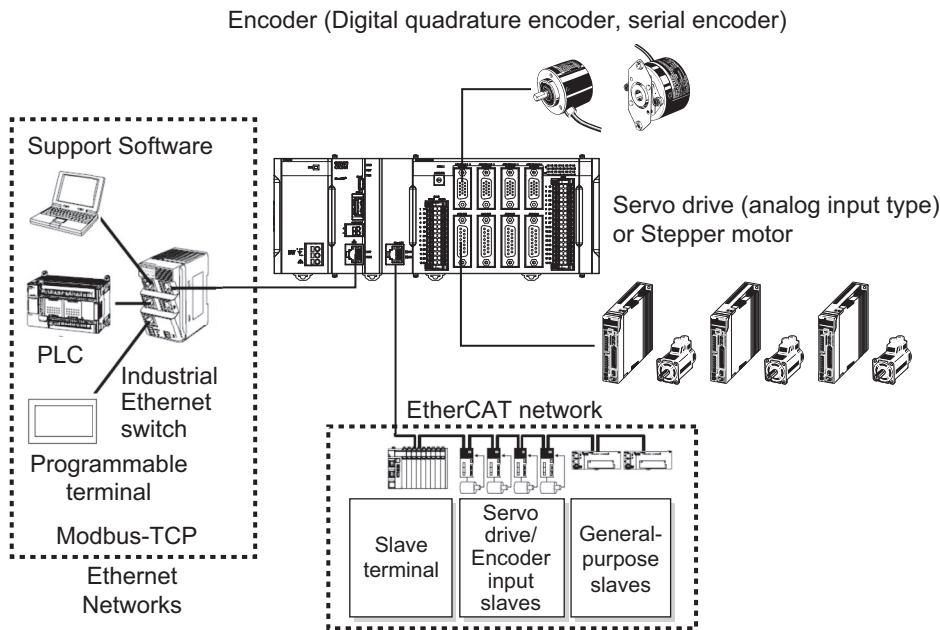 Encoder (Digital quadrature encoder, serial encoder)
Support Software
Servo drive (analog input type)
or Stepper motor
PLC
Industrial
Ethernet
switch
Programmable
terminal
Modbus-TCP
Ethernet
Networks
EtherCAT network
Slave
terminal
Servo
drive/
Encoder
input
slaves
General-
purpose
slaves